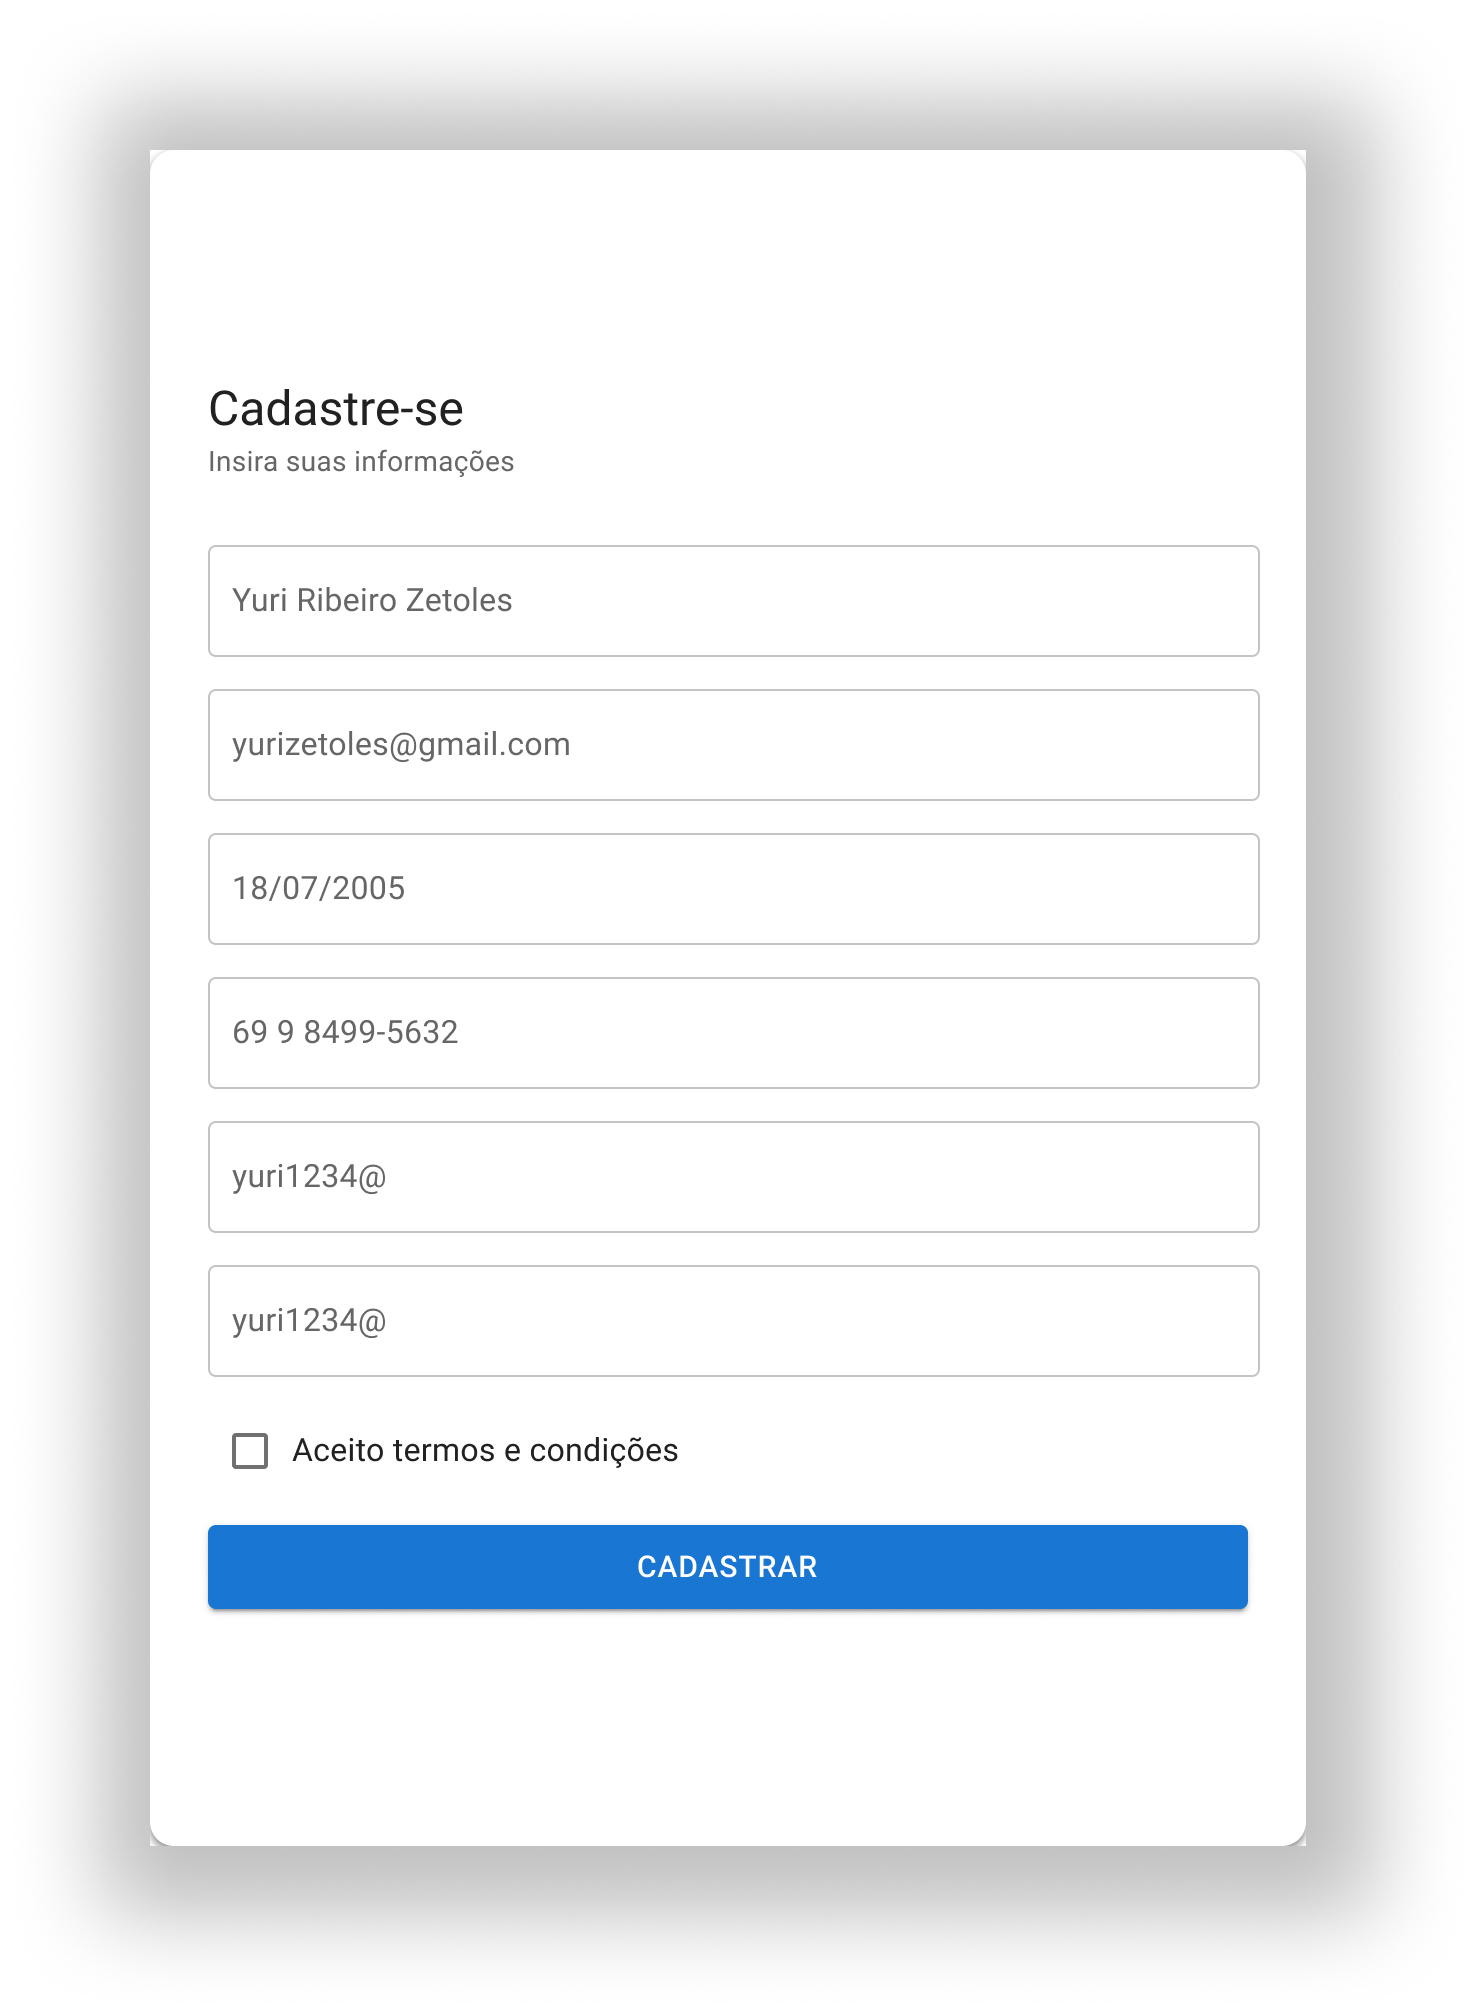 Cadastre-se
Insira suas informações
Yuri Ribeiro Zetoles
yurizetoles@gmail.com
18/07/2005
69 9 8499-5632
yuri1234@
yuri1234@
Aceito termos e condições
CADASTRAR